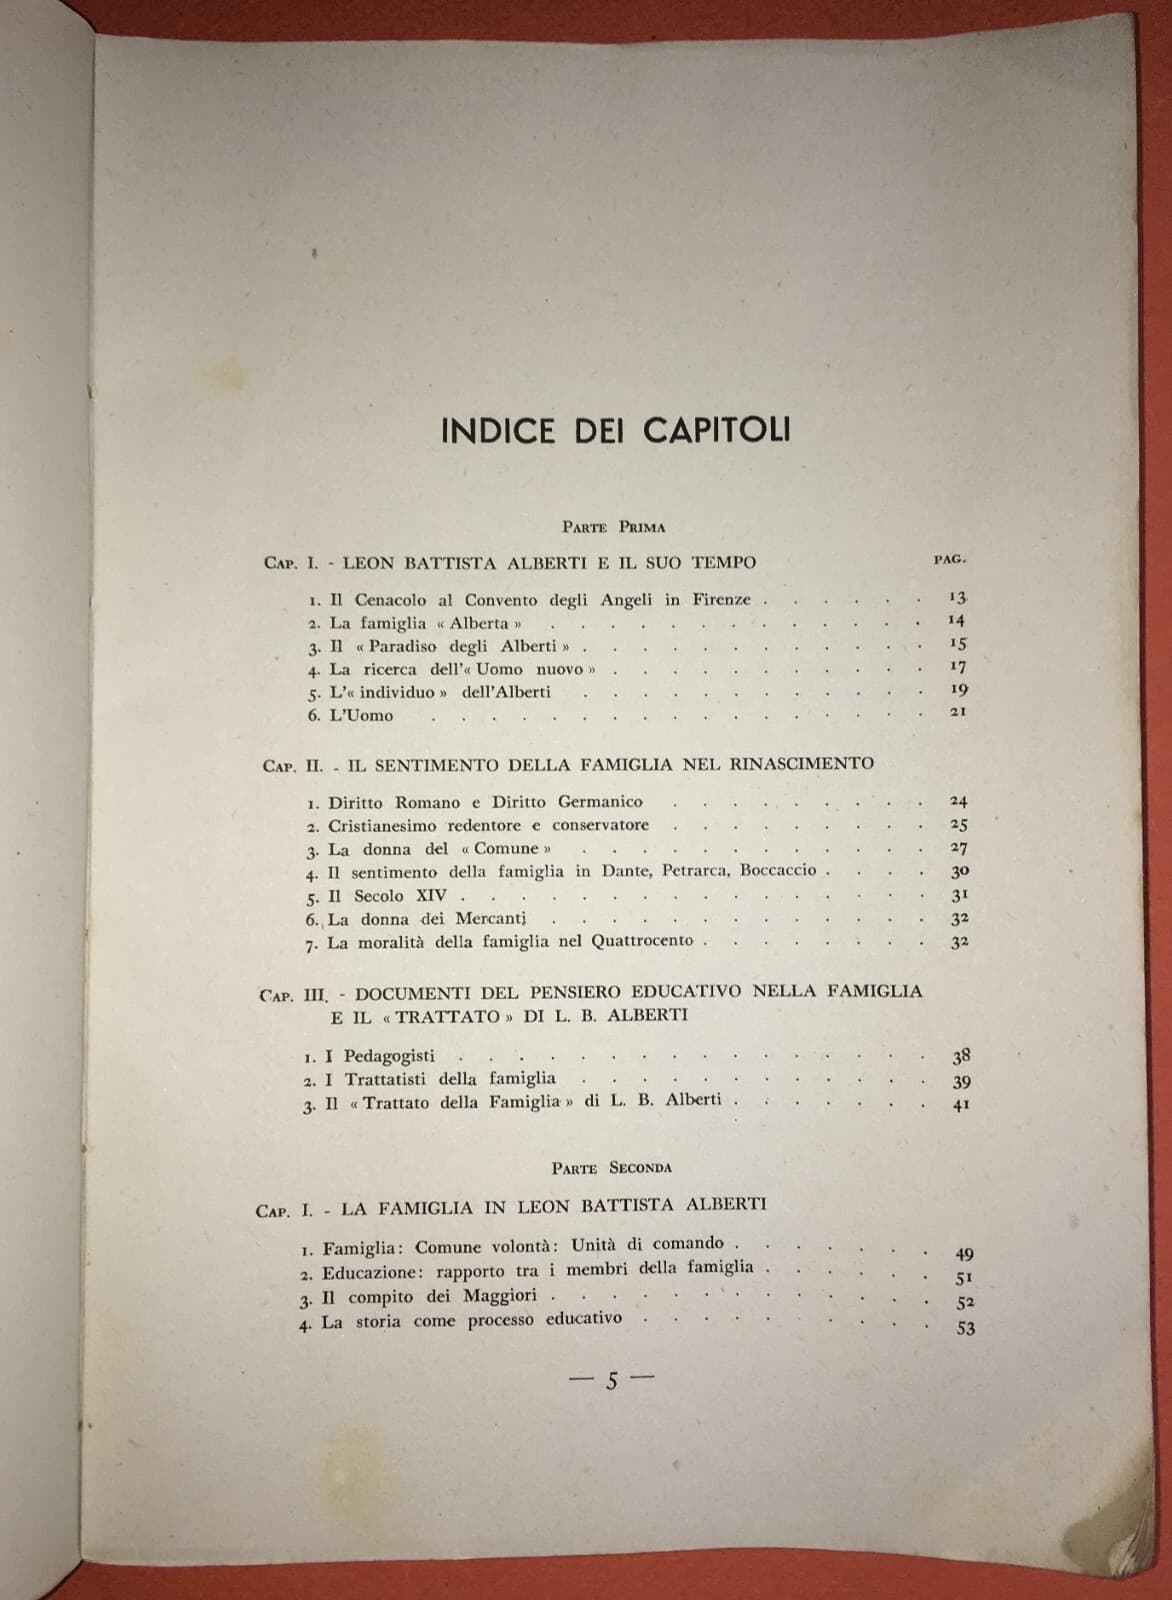 INDICE DEI CAPITOLI
Parte Prima
Cap. I. - LEON BATTISTA ALBERTI E IL SUO TEMPO PAG.
1. Il Cenacolo al Convento degli Angeli in Firenze . . . . . . 13
2. La famiglia « Alberta » . . . . . . . . . . . . . 14
3. Il « Paradiso degli Alberti » . . . . . . . . . . . . 15
4. La ricerca dell'« Uomo nuovo » . . . . . . . . . . . 17
5. L'« individuo » dell'Alberti . . . . . . . . . . . . 19
6. L'Uomo . . . . . . . . . . . . . . . . . 21
Cap. II. - IL SENTIMENTO DELLA FAMIGLIA NEL RINASCIMENTO
1. Diritto Romano e Diritto Germanico . . . . . . . . . 24
2. Cristianesimo redentore e conservatore . . . . . . . . . 25
3. La donna del « Comune » . . . . . . . . . . . . 27
4. Il sentimento della famiglia in Dante, Petrarca, Boccaccio . . . . 30
5. Il Secolo XIV . . . . . . . . . . . . . . . . 31
6. La donna dei Mercanti . . . . . . . . . . . . . 32
7. La moralità della famiglia nel Quattrocento . . . . . . . . 32
Cap. III. - DOCUMENTI DEL PENSIERO EDUCATIVO NELLA FAMIGLIA
E IL « TRATTATO » DI L. B. ALBERTI
1. I Pedagogisti . . . . . . . . . . . . . . . . 38
2. I Trattatisti della famiglia . . . . . . . . . . . . 39
3. Il « Trattato della Famiglia » di L. B. Alberti . . . . . . . 41
Parte Seconda
Cap. I. - LA FAMIGLIA IN LEON BATTISTA ALBERTI
1. Famiglia: Comune volontà: Unità di comando . . . . . . . 49
2. Educazione: rapporto tra i membri della famiglia . . . . . . 51
3. Il compito dei Maggiori . . . . . . . . . . . . . 52
4. La storia come processo educativo . . . . . . . . . . 53
— 5 —